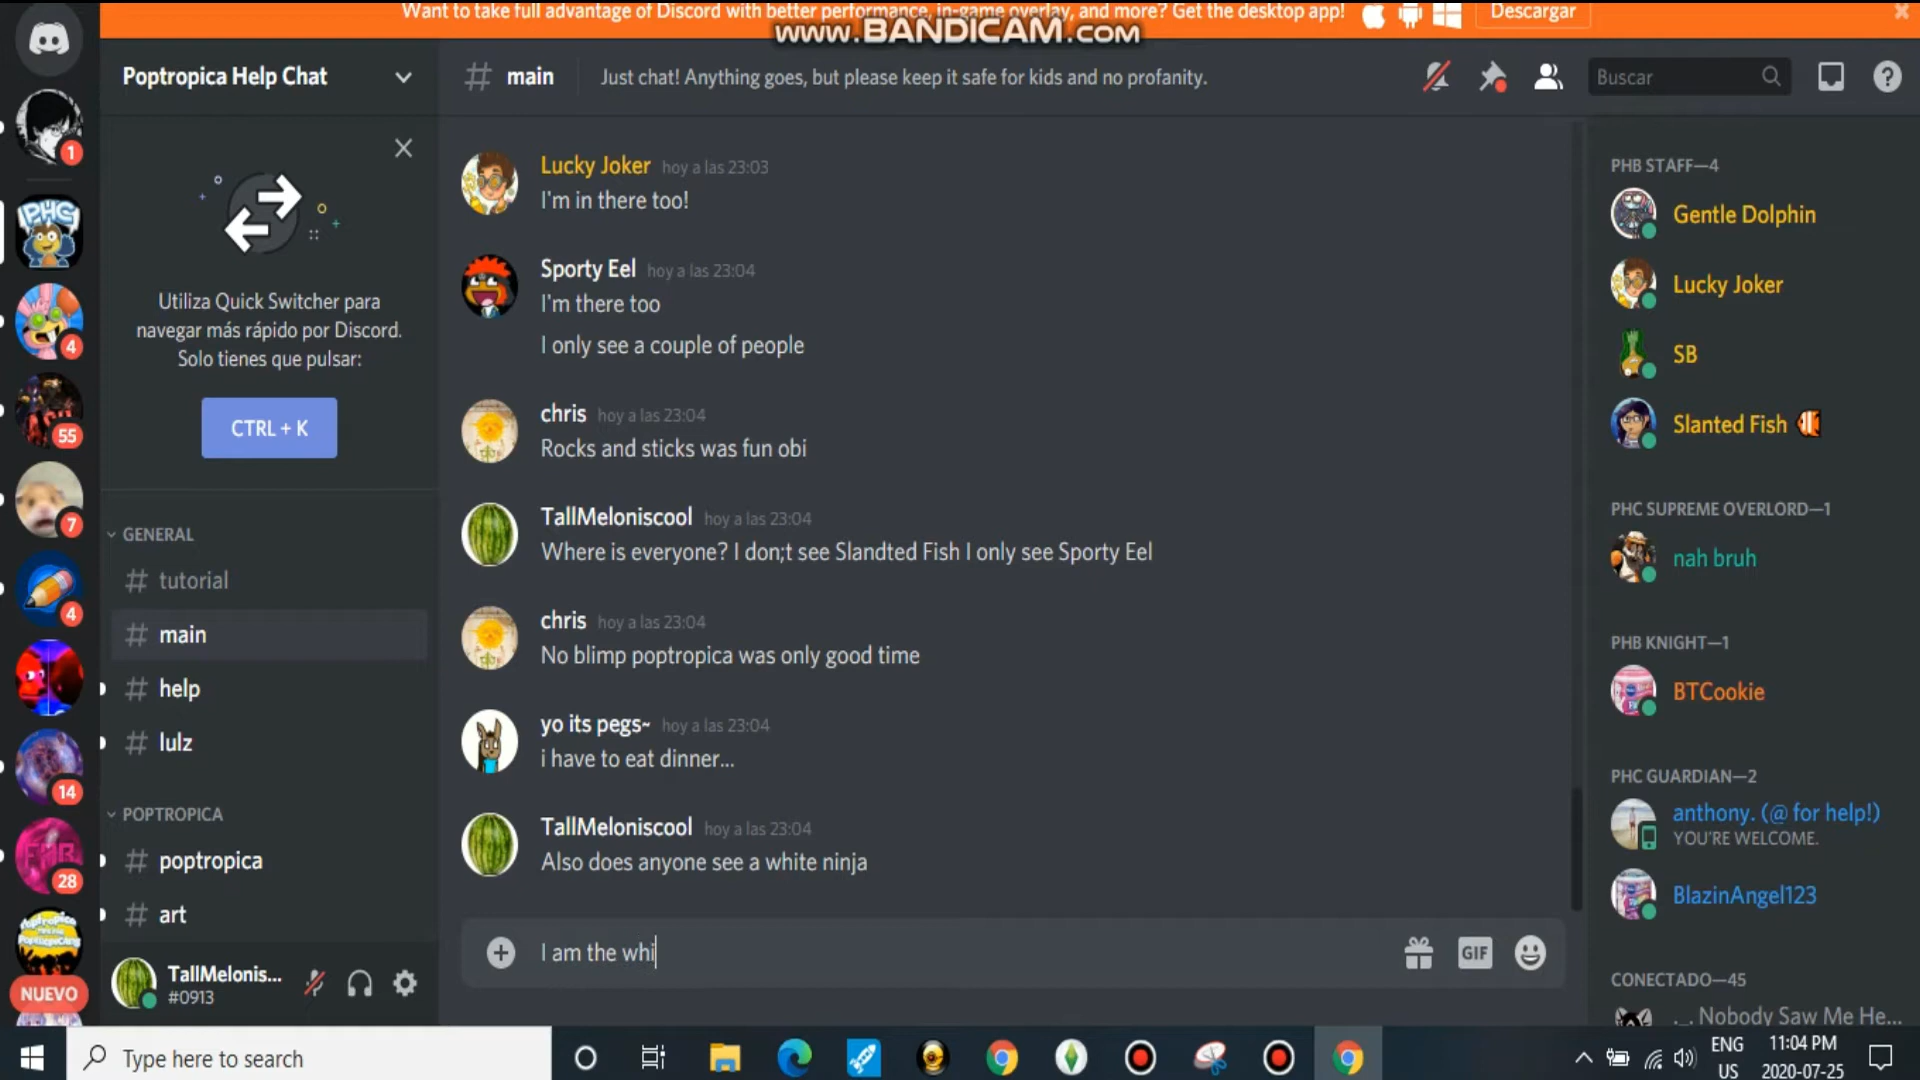 Want to take full advantage of Discord with better performance, in-game overlay, and more? Get the desktop app!
Descargar
www.BANDICAM.com
Poptropica Help Chat
main
Just chat! Anything goes, but please keep it safe for kids and no profanity.
Buscar
1
4
55
7
4
14
28
NUEVO
PHC
FMB
Utiliza Quick Switcher para
navegar más rápido por Discord.
Solo tienes que pulsar:
CTRL + K
GENERAL
# tutorial
# main
# help
# lulz
POPTROPICA
# poptropica
# art
TallMelonis...
#0913
Lucky Joker hoy a las 23:03
I'm in there too!
Sporty Eel hoy a las 23:04
I'm there too
I only see a couple of people
chris hoy a las 23:04
Rocks and sticks was fun obi
TallMeloniscool hoy a las 23:04
Where is everyone? I don;t see Slandted Fish I only see Sporty Eel
chris hoy a las 23:04
No blimp poptropica was only good time
yo its pegs~ hoy a las 23:04
i have to eat dinner...
TallMeloniscool hoy a las 23:04
Also does anyone see a white ninja
I am the whi
GIF
PHB STAFF—4
Gentle Dolphin
Lucky Joker
SB
Slanted Fish
PHC SUPREME OVERLORD—1
nah bruh
PHB KNIGHT—1
BTCookie
PHC GUARDIAN—2
anthony. (@ for help!)
YOU'RE WELCOME.
BlazinAngel123
CONECTADO—45
._. Nobody Saw Me He...
Type here to search
ENG
US
11:04 PM
2020-07-25